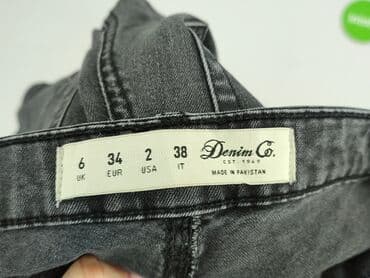 6 34 2 38 Denim Co.
UK EUR USA IT EST. 1969
MADE IN PAKISTAN